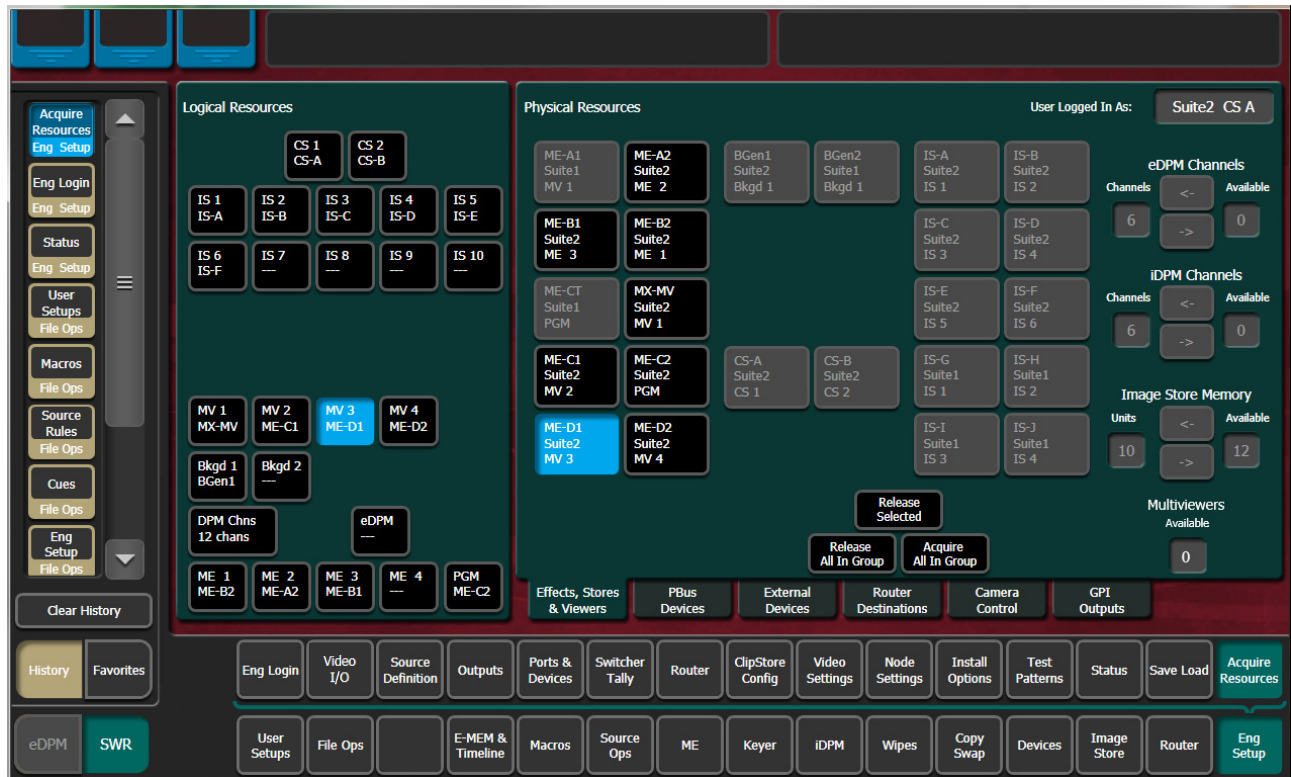 Acquire
Resources
Eng Setup
Eng Login
Eng Setup
Status
Eng Setup
User
Setups
File Ops
Macros
File Ops
Source
Rules
File Ops
Cues
File Ops
Eng
Setup
File Ops
Clear History
History
Favorites
eDPM
SWR
Logical Resources
CS 1
CS-A
CS 2
CS-B
IS 1
IS-A
IS 2
IS-B
IS 3
IS-C
IS 4
IS-D
IS 5
IS-E
IS 6
IS-F
IS 7
---
IS 8
---
IS 9
---
IS 10
---
MV 1
MX-MV
MV 2
ME-C1
MV 3
ME-D1
MV 4
ME-D2
Bkgd 1
BGen1
Bkgd 2
---
DPM Chns
12 chans
eDPM
---
ME 1
ME-B2
ME 2
ME-A2
ME 3
ME-B1
ME 4
---
PGM
ME-C2
Physical Resources
User Logged In As:
Suite2 CS A
ME-A1
Suite1
MV 1
ME-A2
Suite2
ME 2
BGen1
Suite2
Bkgd 1
BGen2
Suite1
Bkgd 1
IS-A
Suite2
IS 1
IS-B
Suite2
IS 2
ME-B1
Suite2
ME 3
ME-B2
Suite2
ME 1
IS-C
Suite2
IS 3
IS-D
Suite2
IS 4
ME-CT
Suite1
PGM
MX-MV
Suite2
MV 1
IS-E
Suite2
IS 5
IS-F
Suite2
IS 6
ME-C1
Suite2
MV 2
ME-C2
Suite2
PGM
CS-A
Suite2
CS 1
CS-B
Suite2
CS 2
IS-G
Suite1
IS 1
IS-H
Suite1
IS 2
ME-D1
Suite2
MV 3
ME-D2
Suite2
MV 4
IS-I
Suite1
IS 3
IS-J
Suite1
IS 4
eDPM Channels
Channels
<-
Available
6
->
0
iDPM Channels
Channels
<-
Available
6
->
0
Image Store Memory
Units
<-
Available
10
->
12
Multiviewers
Available
0
Release
Selected
Release
All In Group
Acquire
All In Group
Effects, Stores
& Viewers
PBus
Devices
External
Devices
Router
Destinations
Camera
Control
GPI
Outputs
Eng Login
Video
I/O
Source
Definition
Outputs
Ports &
Devices
Switcher
Tally
Router
ClipStore
Config
Video
Settings
Node
Settings
Install
Options
Test
Patterns
Status
Save Load
Acquire
Resources
User
Setups
File Ops
E-MEM &
Timeline
Macros
Source
Ops
ME
Keyer
iDPM
Wipes
Copy
Swap
Devices
Image
Store
Router
Eng
Setup